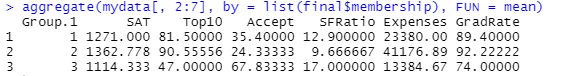 > aggregate(mydata[, 2:7], by = list(final$membership), FUN = mean)
  Group.1      SAT    Top10   Accept   SFRatio Expenses GradRate
1       1 1271.000 81.50000 35.40000 12.900000 23380.00 89.40000
2       2 1362.778 90.55556 24.33333  9.666667 41176.89 92.22222
3       3 1114.333 47.00000 67.83333 17.000000 13384.67 74.00000